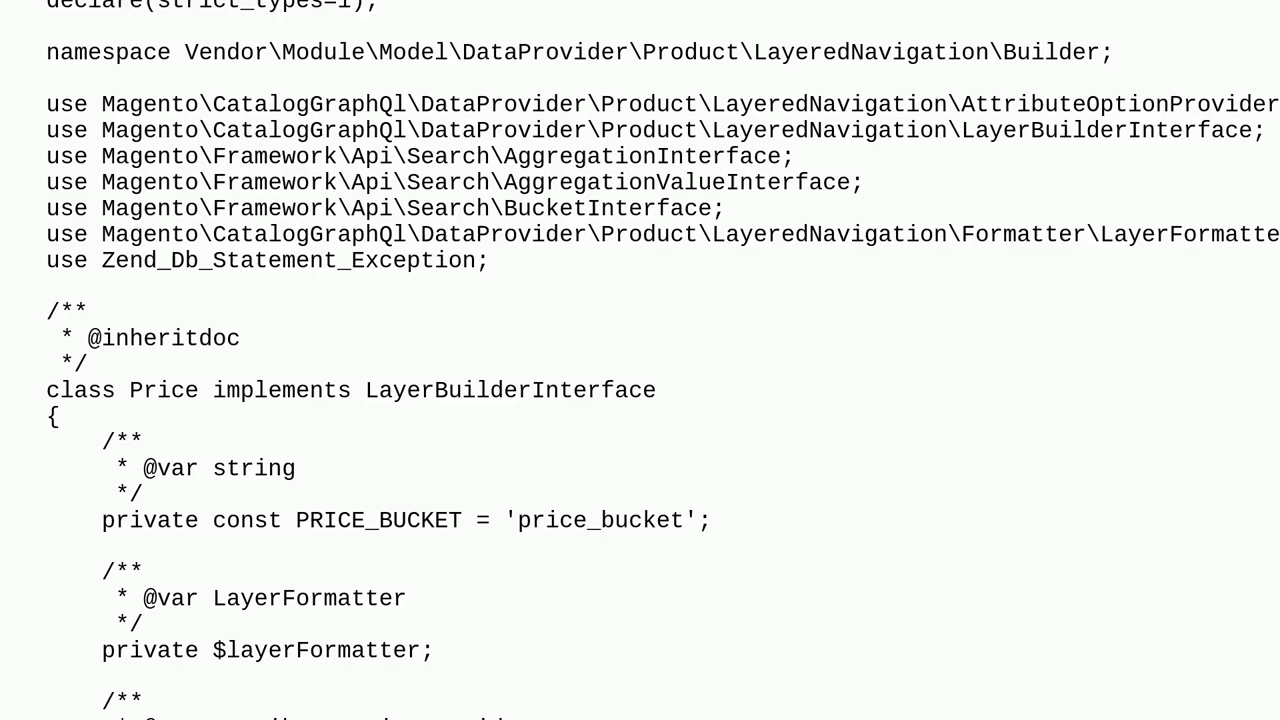 declare(strict_types=1);
namespace Vendor\Module\Model\DataProvider\Product\LayeredNavigation\Builder;
use Magento\CatalogGraphQl\DataProvider\Product\LayeredNavigation\AttributeOptionProvider
use Magento\CatalogGraphQl\DataProvider\Product\LayeredNavigation\LayerBuilderInterface;
use Magento\Framework\Api\Search\AggregationInterface;
use Magento\Framework\Api\Search\AggregationValueInterface;
use Magento\Framework\Api\Search\BucketInterface;
use Magento\CatalogGraphQl\DataProvider\Product\LayeredNavigation\Formatter\LayerFormatte
use Zend_Db_Statement_Exception;
/**
 * @inheritdoc
 */
class Price implements LayerBuilderInterface
{
    /**
     * @var string
     */
    private const PRICE_BUCKET = 'price_bucket';
    /**
     * @var LayerFormatter
     */
    private $layerFormatter;
    /**